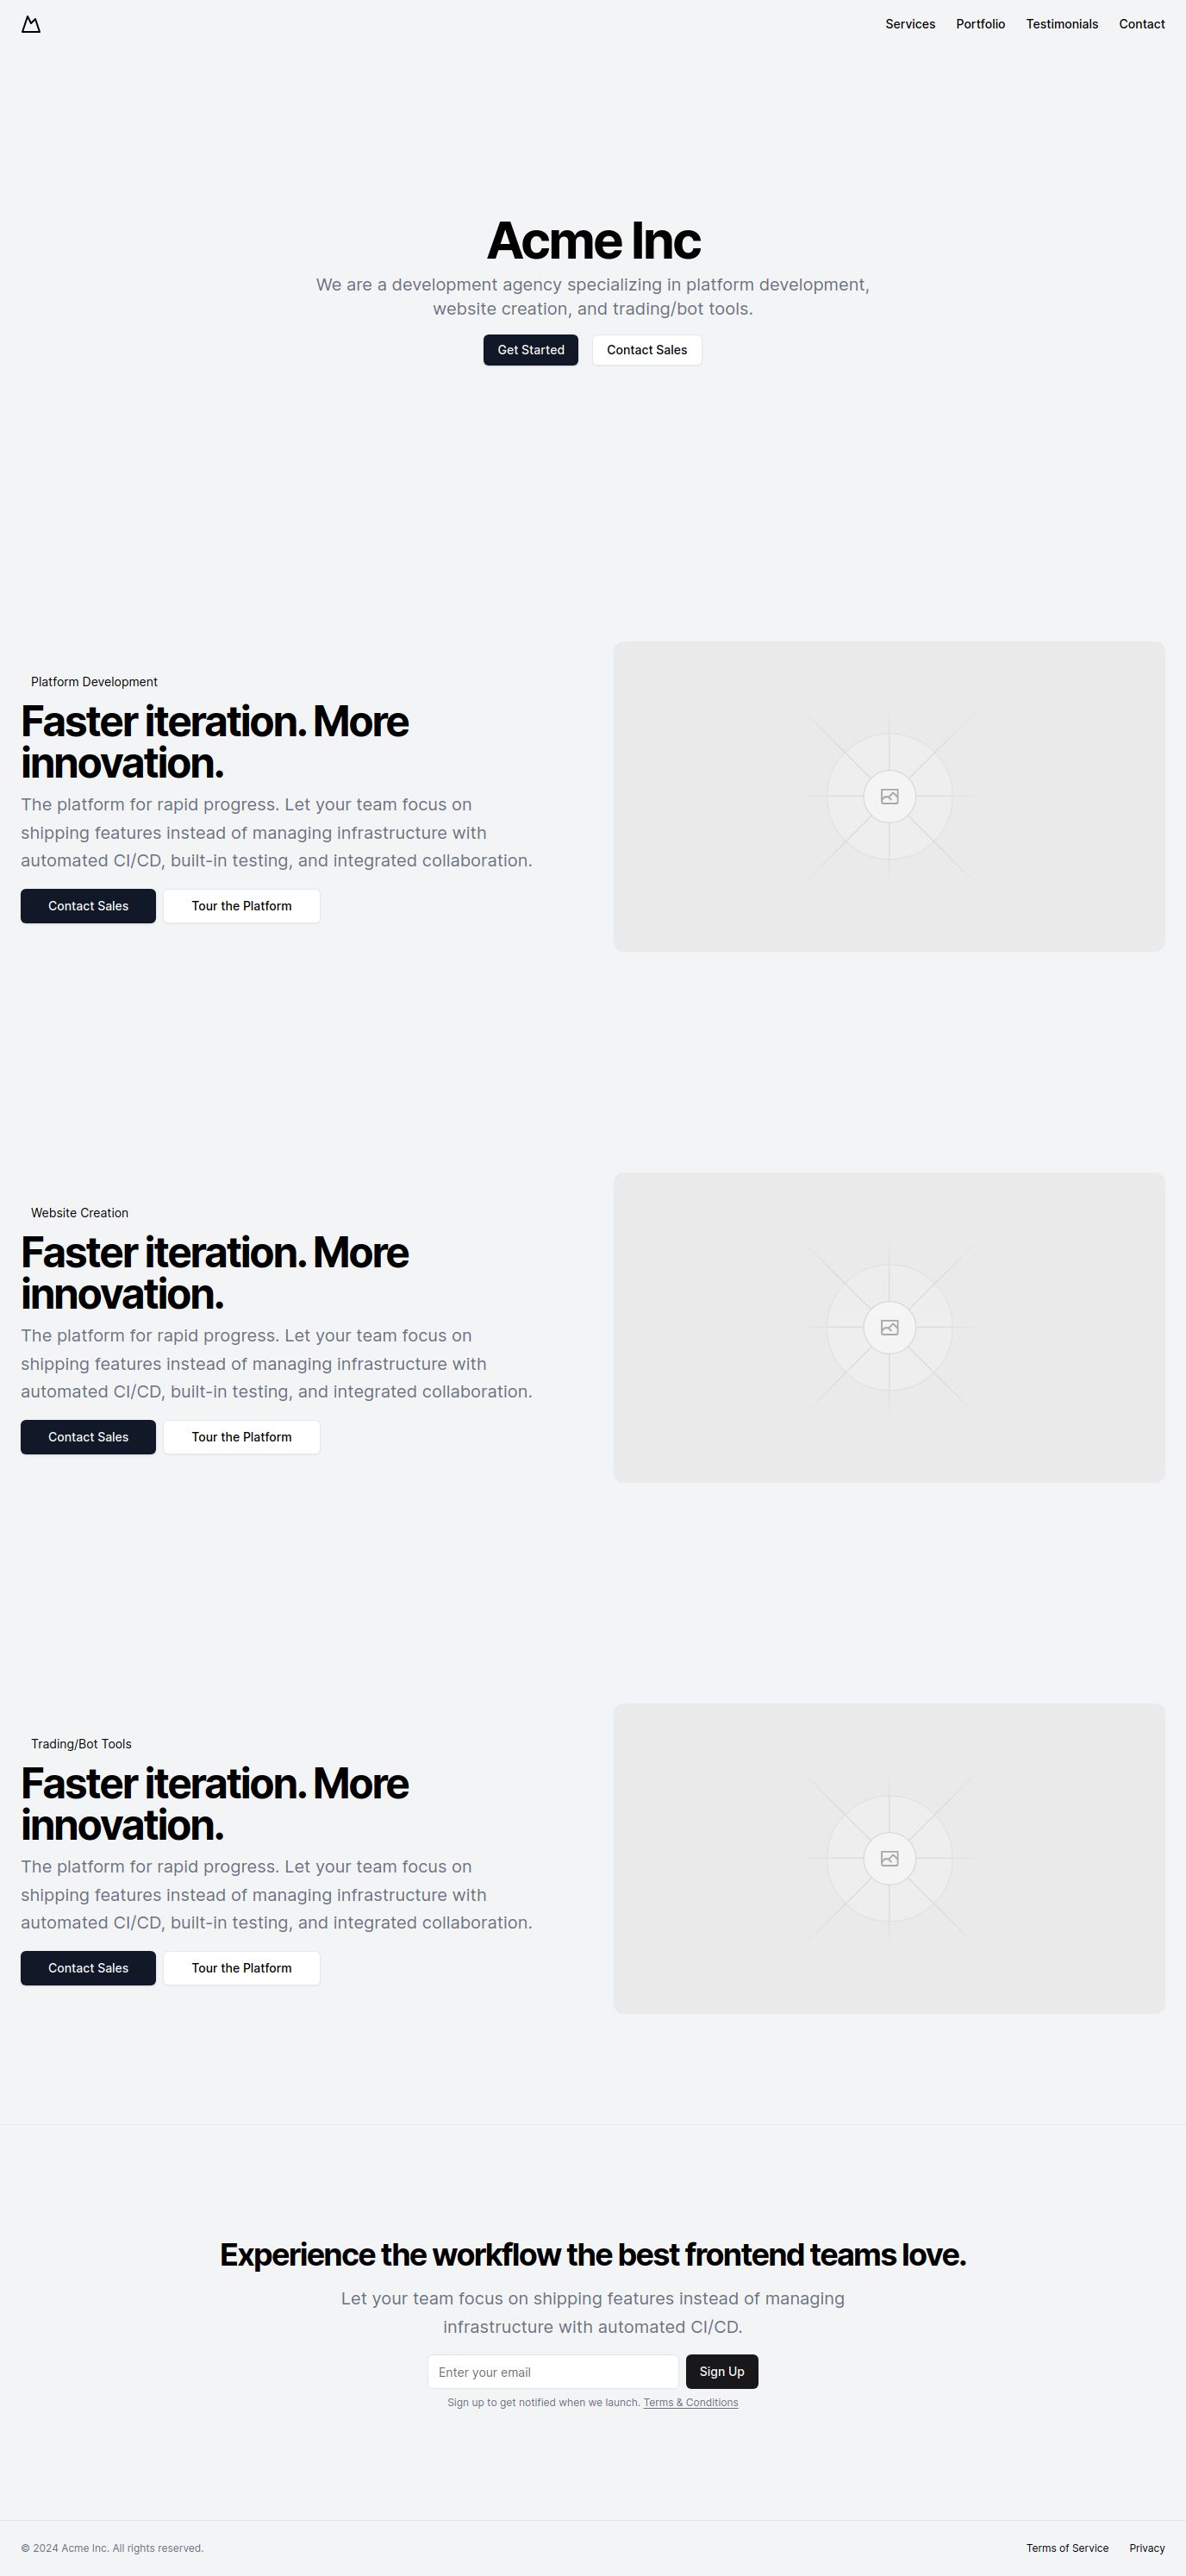 Services Portfolio Testimonials Contact
Acme Inc
We are a development agency specializing in platform development,
website creation, and trading/bot tools.
Get Started Contact Sales
Platform Development
Faster iteration. More
innovation.
The platform for rapid progress. Let your team focus on
shipping features instead of managing infrastructure with
automated CI/CD, built-in testing, and integrated collaboration.
Contact Sales Tour the Platform
Website Creation
Faster iteration. More
innovation.
The platform for rapid progress. Let your team focus on
shipping features instead of managing infrastructure with
automated CI/CD, built-in testing, and integrated collaboration.
Contact Sales Tour the Platform
Trading/Bot Tools
Faster iteration. More
innovation.
The platform for rapid progress. Let your team focus on
shipping features instead of managing infrastructure with
automated CI/CD, built-in testing, and integrated collaboration.
Contact Sales Tour the Platform
Experience the workflow the best frontend teams love.
Let your team focus on shipping features instead of managing
infrastructure with automated CI/CD.
Enter your email Sign Up
Sign up to get notified when we launch. Terms & Conditions
© 2024 Acme Inc. All rights reserved. Terms of Service Privacy